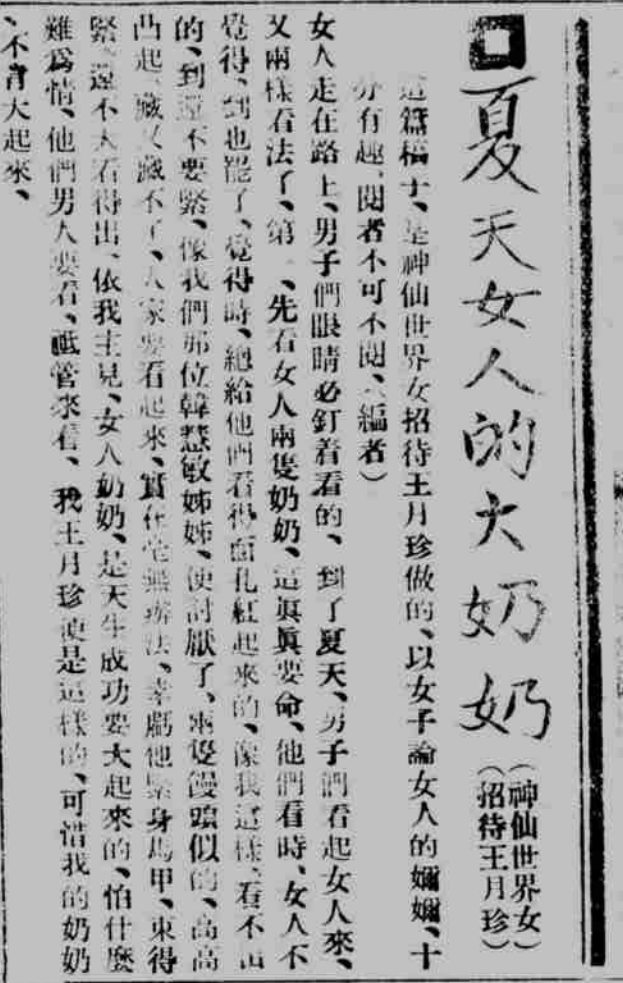 夏天女人的大奶奶
(神仙世界女
招待王月珍)
這篇稿子、是神仙世界女招待王月珍做的、以女子論女人的嬭嬭、十
分有趣、閱者不可不閱、(編者)
女人走在路上、男子們眼睛必釘着看的、到了夏天、男子們看起女人來、
又兩樣看法了、第一、先看女人兩隻奶奶、這眞眞要命、他們看時、女人不
覺得、到也罷了、覺得時、總給他們看得面孔紅起來的、像我這樣、看不出
的、到還不要緊、像我們那位韓慧敏姊姊、便討厭了、兩隻饅頭似的、高高
凸起、藏又藏不了、人家要看起來、實在毫無辦法、幸虧他緊身馬甲、束得
緊、還不大看得出、依我主見、女人奶奶、是天生成功要大起來的、怕什麼
難爲情、他們男人要看、祗管來看、我王月珍便是這樣的、可惜我的奶奶
、不肯大起來、